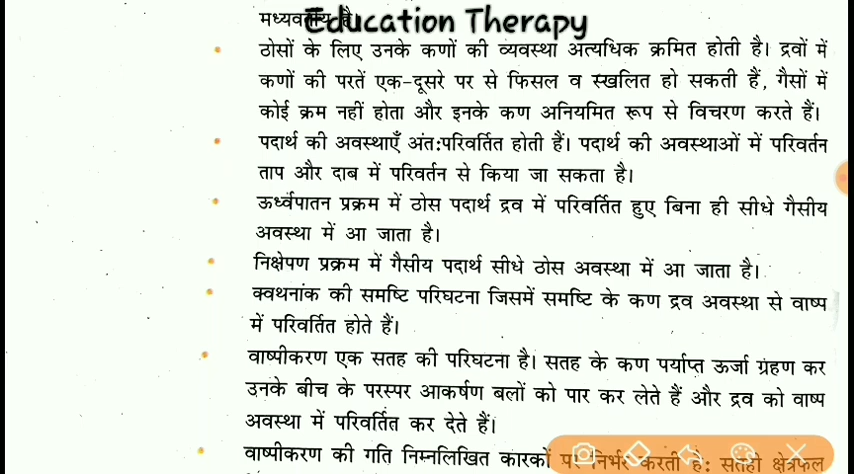 मध्यवर्तीय है
Education Therapy
ठोसों के लिए उनके कणों की व्यवस्था अत्यधिक क्रमित होती है। द्रवों में
कणों की परतें एक-दूसरे पर से फिसल व स्खलित हो सकती हैं, गैसों में
कोई क्रम नहीं होता और इनके कण अनियमित रूप से विचरण करते हैं।
पदार्थ की अवस्थाएँ अंत:परिवर्तित होती हैं। पदार्थ की अवस्थाओं में परिवर्तन
ताप और दाब में परिवर्तन से किया जा सकता है।
ऊर्ध्वपातन प्रक्रम में ठोस पदार्थ द्रव में परिवर्तित हुए बिना ही सीधे गैसीय
अवस्था में आ जाता है।
निक्षेपण प्रक्रम में गैसीय पदार्थ सीधे ठोस अवस्था में आ जाता है।
क्वथनांक की समष्टि परिघटना जिसमें समष्टि के कण द्रव अवस्था से वाष्प
में परिवर्तित होते हैं।
वाष्पीकरण एक सतह की परिघटना है। सतह के कण पर्याप्त ऊर्जा ग्रहण कर
उनके बीच के परस्पर आकर्षण बलों को पार कर लेते हैं और द्रव को वाष्प
अवस्था में परिवर्तित कर देते हैं।
वाष्पीकरण की गति निम्नलिखित कारकों पर निर्भर करती है: सतही क्षेत्रफल